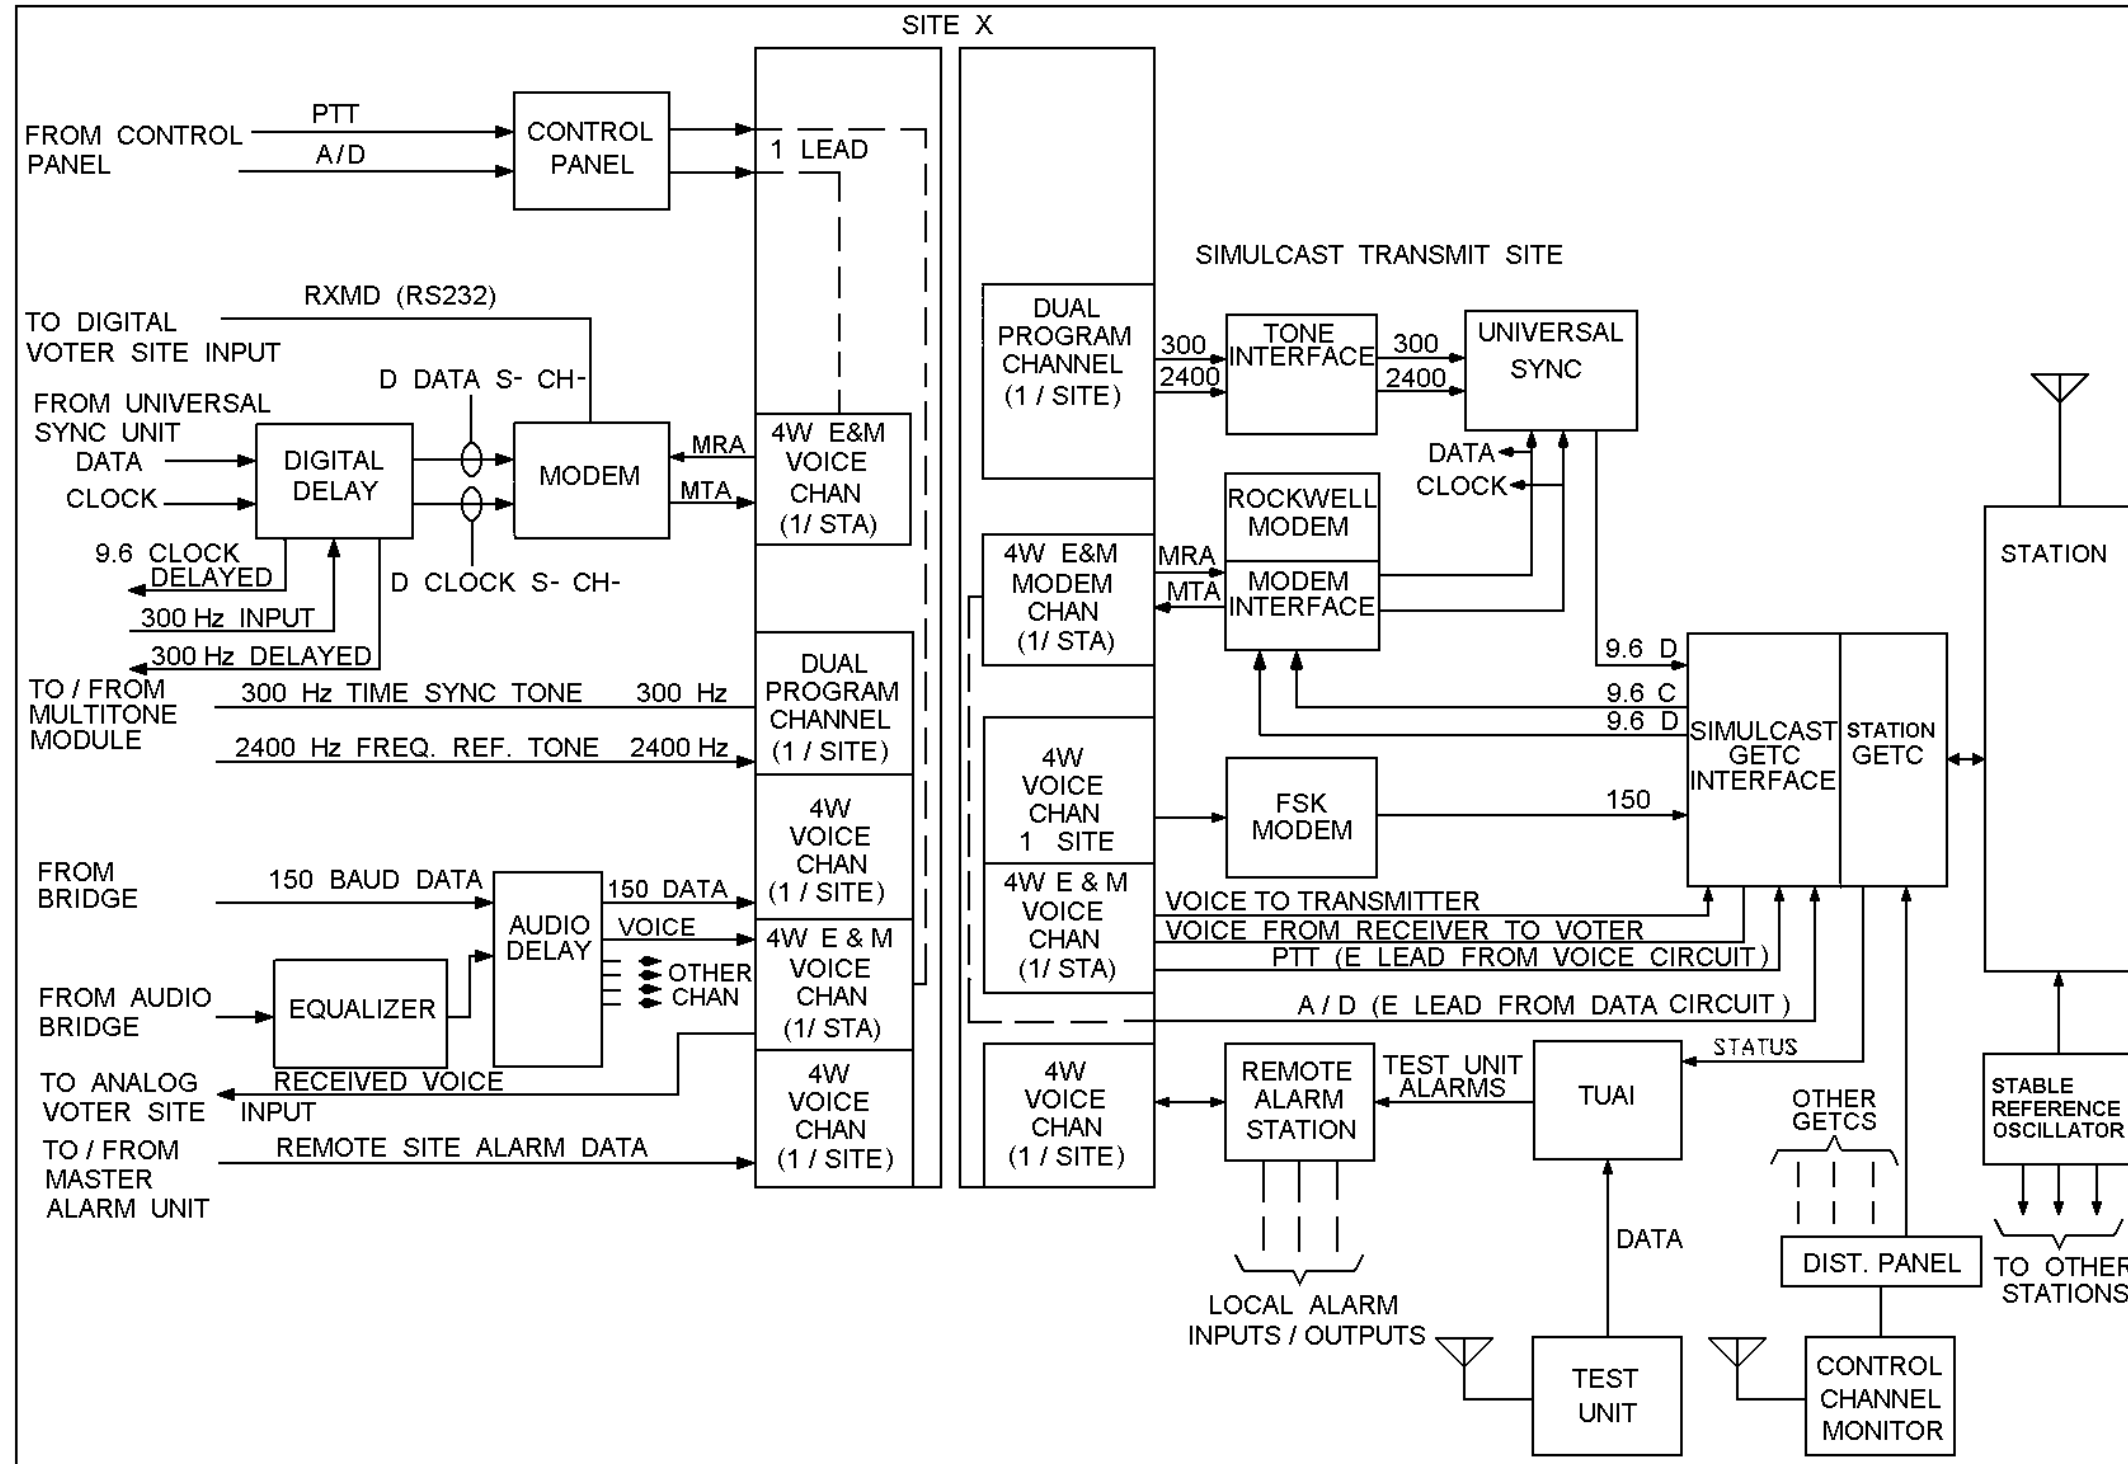 SITE X
FROM CONTROL
PANEL
PTT
A/D
CONTROL
PANEL
1 LEAD
RXMD (RS232)
TO DIGITAL
VOTER SITE INPUT
D DATA S- CH-
FROM UNIVERSAL
SYNC UNIT
DATA
CLOCK
DIGITAL
DELAY
MODEM
MRA
MTA
4W E&M
VOICE
CHAN
(1/ STA)
9.6 CLOCK
DELAYED
D CLOCK S- CH-
300 Hz INPUT
300 Hz DELAYED
TO / FROM
MULTITONE
MODULE
300 Hz TIME SYNC TONE 300 Hz
2400 Hz FREQ. REF. TONE 2400 Hz
DUAL
PROGRAM
CHANNEL
(1 / SITE)
4W
VOICE
CHAN
(1 / SITE)
FROM
BRIDGE
150 BAUD DATA
AUDIO
DELAY
150 DATA
VOICE
OTHER
CHAN
4W E & M
VOICE
CHAN
(1/ STA)
FROM AUDIO
BRIDGE
EQUALIZER
TO ANALOG
VOTER SITE INPUT
RECEIVED VOICE
4W
VOICE
CHAN
(1 / SITE)
TO / FROM
MASTER
ALARM UNIT
REMOTE SITE ALARM DATA
SIMULCAST TRANSMIT SITE
DUAL
PROGRAM
CHANNEL
(1 / SITE)
300
2400
TONE
INTERFACE
300
2400
UNIVERSAL
SYNC
DATA
CLOCK
ROCKWELL
MODEM
MODEM
INTERFACE
4W E&M
MODEM
CHAN
(1/ STA)
MRA
MTA
STATION
9.6 D
9.6 C
9.6 D
SIMULCAST
GETC
INTERFACE
STATION
GETC
4W
VOICE
CHAN
1 SITE
FSK
MODEM
150
4W E & M
VOICE
CHAN
(1/ STA)
VOICE TO TRANSMITTER
VOICE FROM RECEIVER TO VOTER
PTT (E LEAD FROM VOICE CIRCUIT)
A / D (E LEAD FROM DATA CIRCUIT)
4W
VOICE
CHAN
(1 / SITE)
REMOTE
ALARM
STATION
TEST UNIT
ALARMS
TUAI
STATUS
OTHER
GETCS
STABLE
REFERENCE
OSCILLATOR
DATA
DIST. PANEL
TO OTHER
STATIONS
LOCAL ALARM
INPUTS / OUTPUTS
TEST
UNIT
CONTROL
CHANNEL
MONITOR